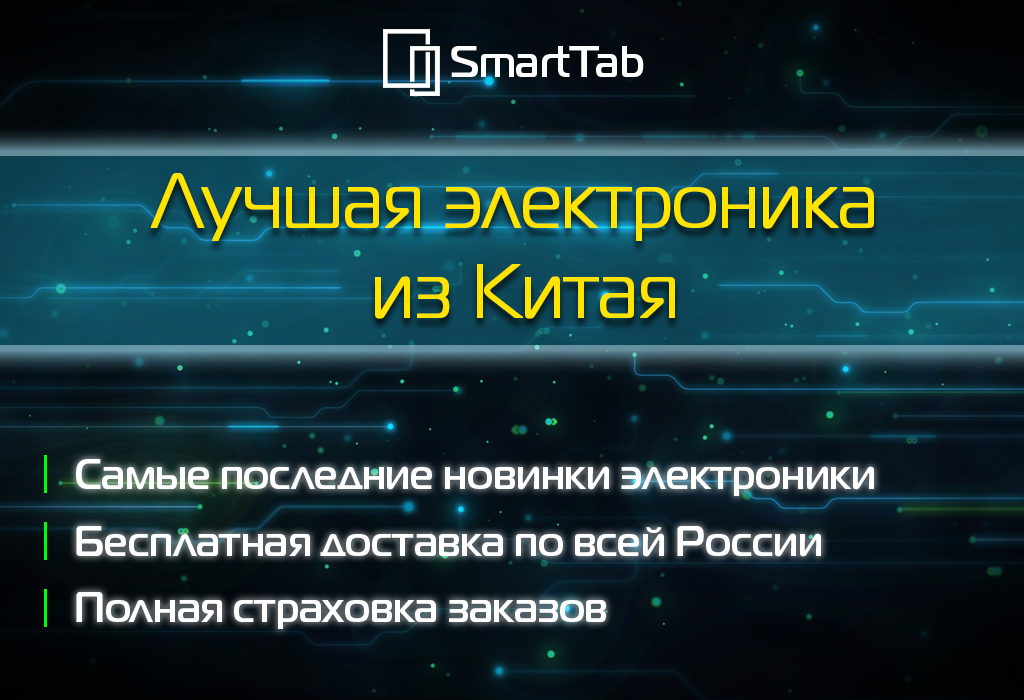 SmartTab
Лучшая электроника
из Китая
Самые последние новинки электроники
Бесплатная доставка по всей России
Полная страховка заказов